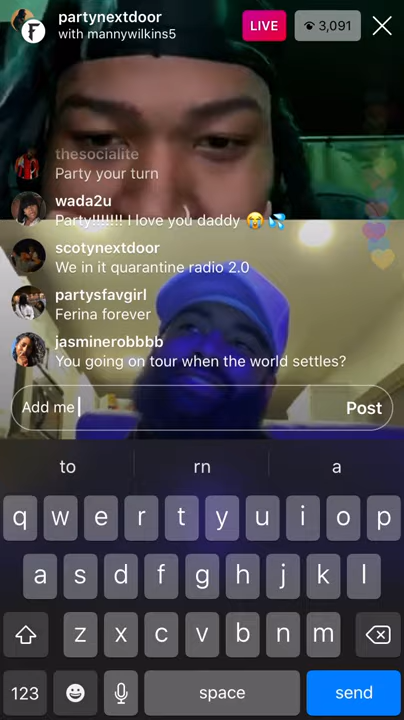 partynextdoor
with mannywilkins5
LIVE
3,091
thesocialite
Party your turn
wada2u
Party!!!!!!! I love you daddy 😭💦
scotynextdoor
We in it quarantine radio 2.0
partysfavgirl
Ferina forever
jasminerobbbb
You going on tour when the world settles?
Add me
Post
to rn a
q w e r t y u i o p
a s d f g h j k l
z x c v b n m
123 space send